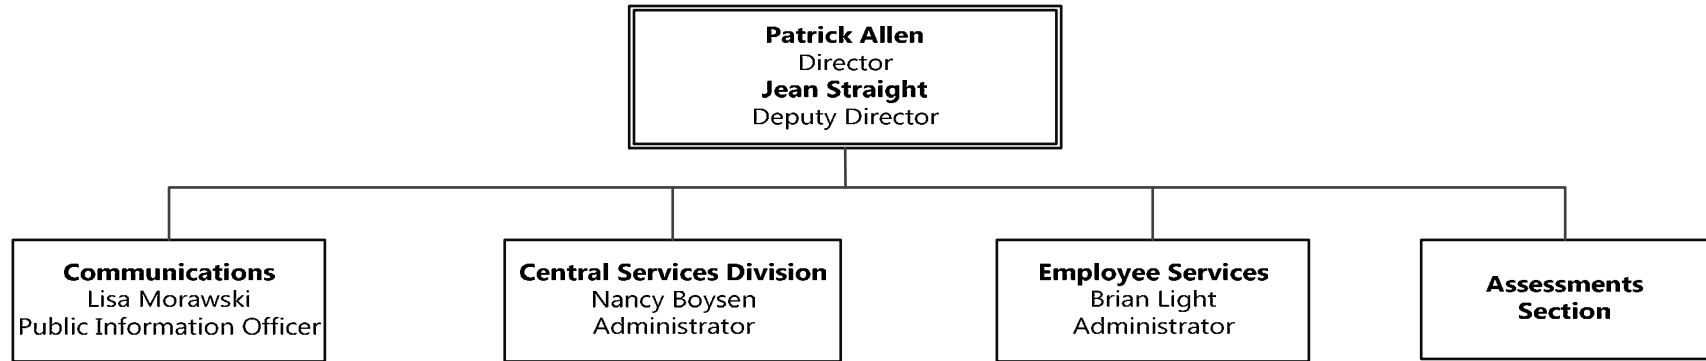 Patrick Allen
Director
Jean Straight
Deputy Director
Communications
Lisa Morawski
Public Information Officer
Central Services Division
Nancy Boysen
Administrator
Employee Services
Brian Light
Administrator
Assessments
Section